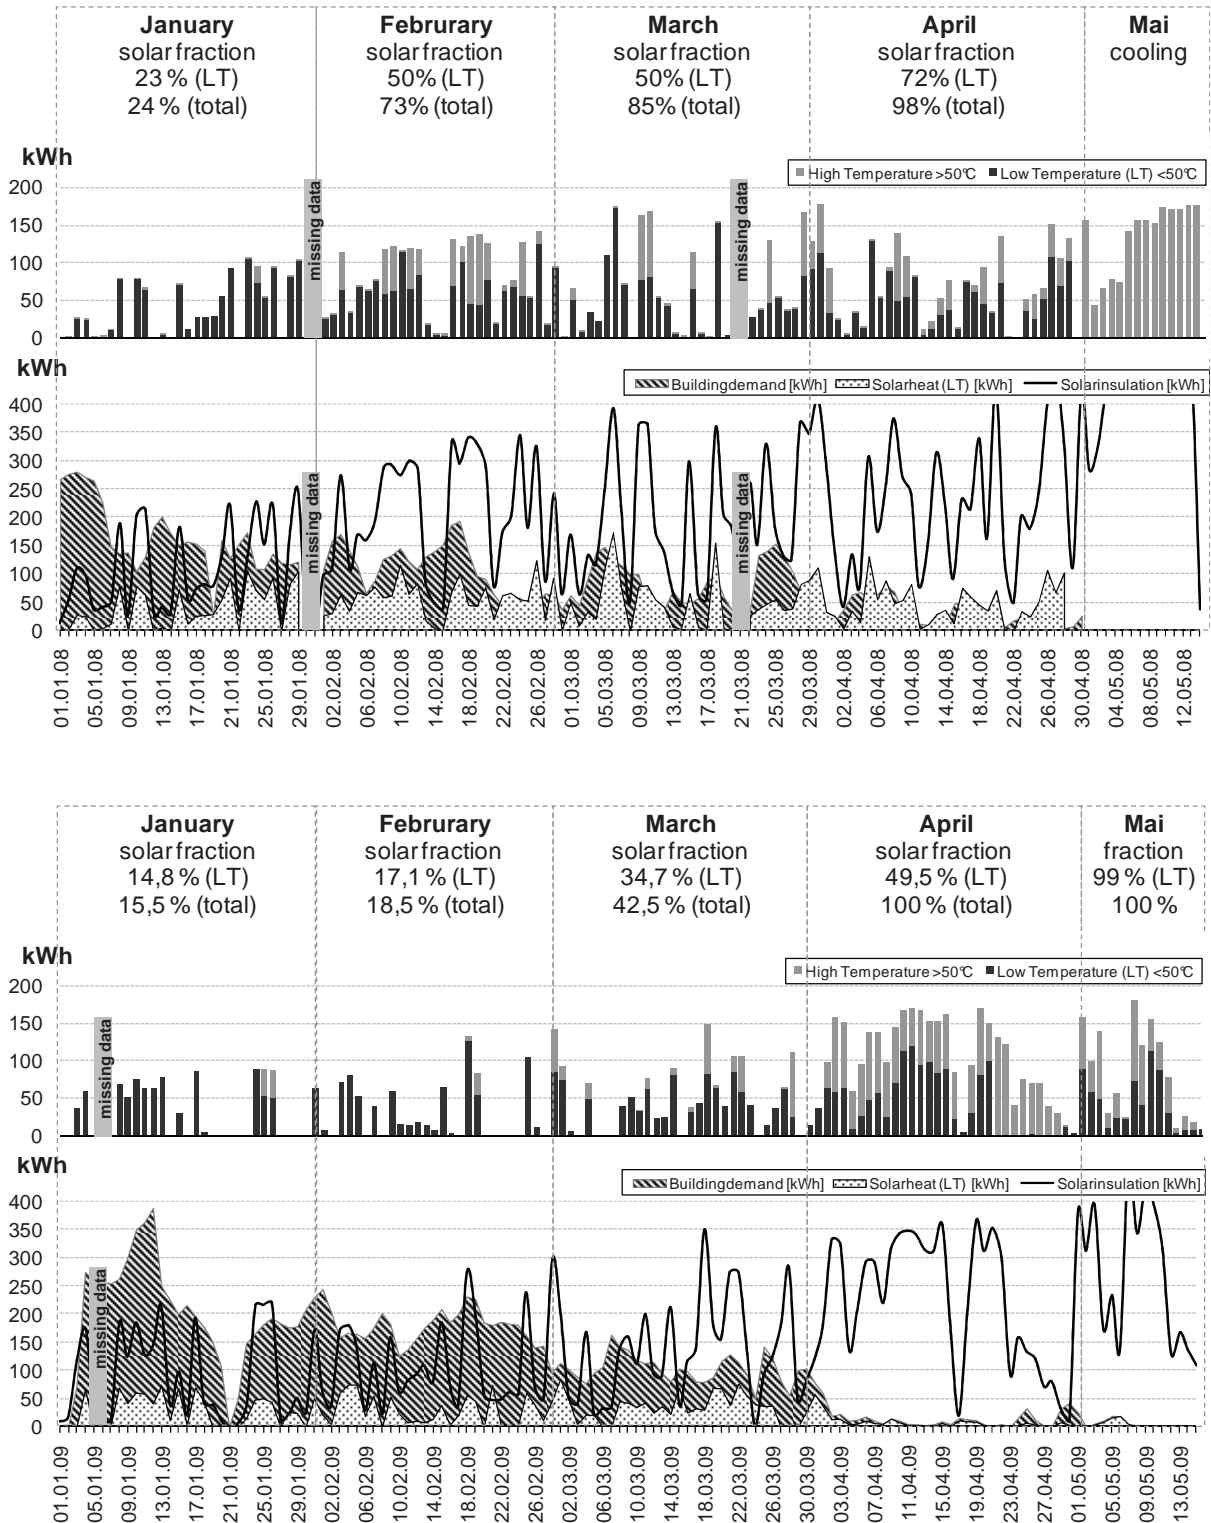 January Februrary March April Mai
solar fraction solar fraction solar fraction solar fraction cooling
23 % (LT) 50% (LT) 50% (LT) 72% (LT)
24 % (total) 73% (total) 85% (total) 98% (total)
kWh
High Temperature >50°C Low Temperature (LT) <50°C
200
150
100
50
0
missing data
missing data
kWh
Buildingdemand [kWh] Solarheat (LT) [kWh] Solarinsulation [kWh]
400
350
300
250
200
150
100
50
0
missing data
missing data
01.01.08 05.01.08 09.01.08 13.01.08 17.01.08 21.01.08 25.01.08 29.01.08 02.02.08 06.02.08 10.02.08 14.02.08 18.02.08 22.02.08 26.02.08 01.03.08 05.03.08 09.03.08 13.03.08 17.03.08 21.03.08 25.03.08 29.03.08 02.04.08 06.04.08 10.04.08 14.04.08 18.04.08 22.04.08 26.04.08 30.04.08 04.05.08 08.05.08 12.05.08
January Februrary March April Mai
solar fraction solar fraction solar fraction solar fraction fraction
14,8 % (LT) 17,1 % (LT) 34,7 % (LT) 49,5 % (LT) 99 % (LT)
15,5 % (total) 18,5 % (total) 42,5 % (total) 100 % (total) 100 %
kWh
High Temperature >50°C Low Temperature (LT) <50°C
200
150
100
50
0
missing data
kWh
Buildingdemand [kWh] Solarheat (LT) [kWh] Solarinsulation [kWh]
400
350
300
250
200
150
100
50
0
missing data
01.01.09 05.01.09 09.01.09 13.01.09 17.01.09 21.01.09 25.01.09 29.01.09 02.02.09 06.02.09 10.02.09 14.02.09 18.02.09 22.02.09 26.02.09 02.03.09 06.03.09 10.03.09 14.03.09 18.03.09 22.03.09 26.03.09 30.03.09 03.04.09 07.04.09 11.04.09 15.04.09 19.04.09 23.04.09 27.04.09 01.05.09 05.05.09 09.05.09 13.05.09